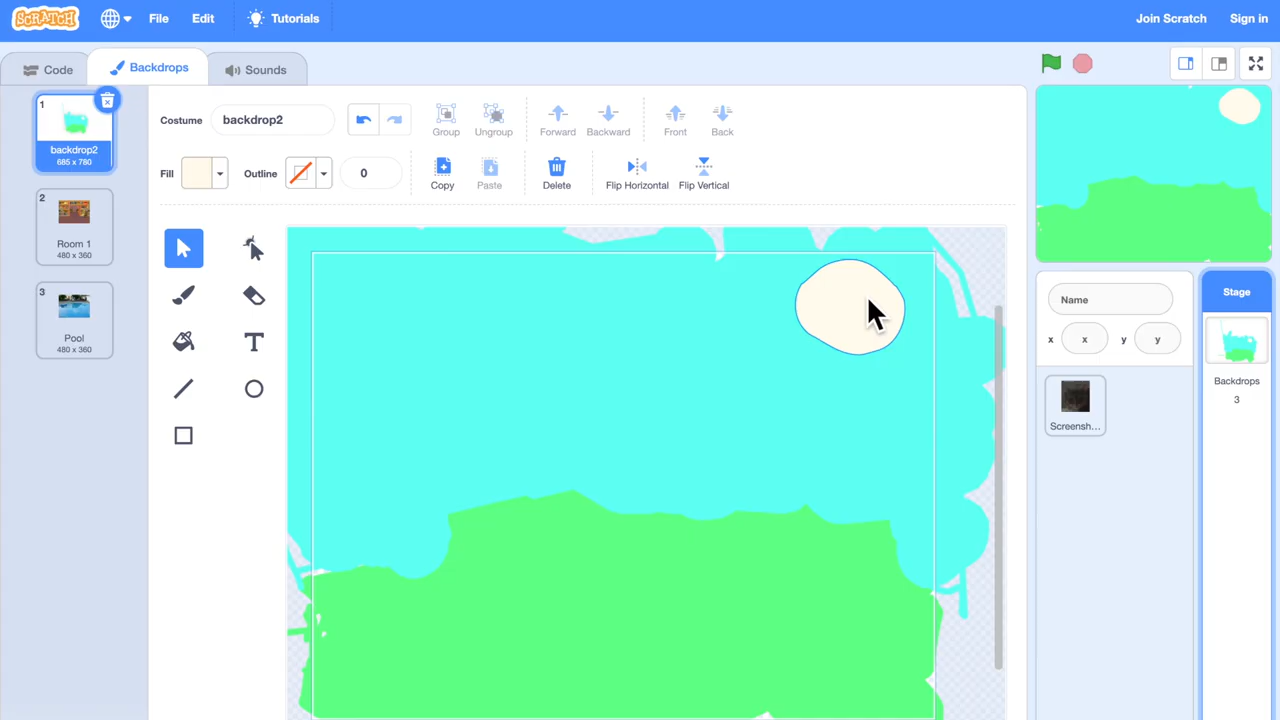 SCRATCH File Edit Tutorials Join Scratch Sign in
Code Backdrops Sounds
1
backdrop2
685 x 780
2
Room 1
480 x 360
3
Pool
480 x 360
Costume backdrop2 Group Ungroup Forward Backward Front Back
Fill Outline 0 Copy Paste Delete Flip Horizontal Flip Vertical
T
Name
x x y y
Screensh...
Stage
Backdrops
3